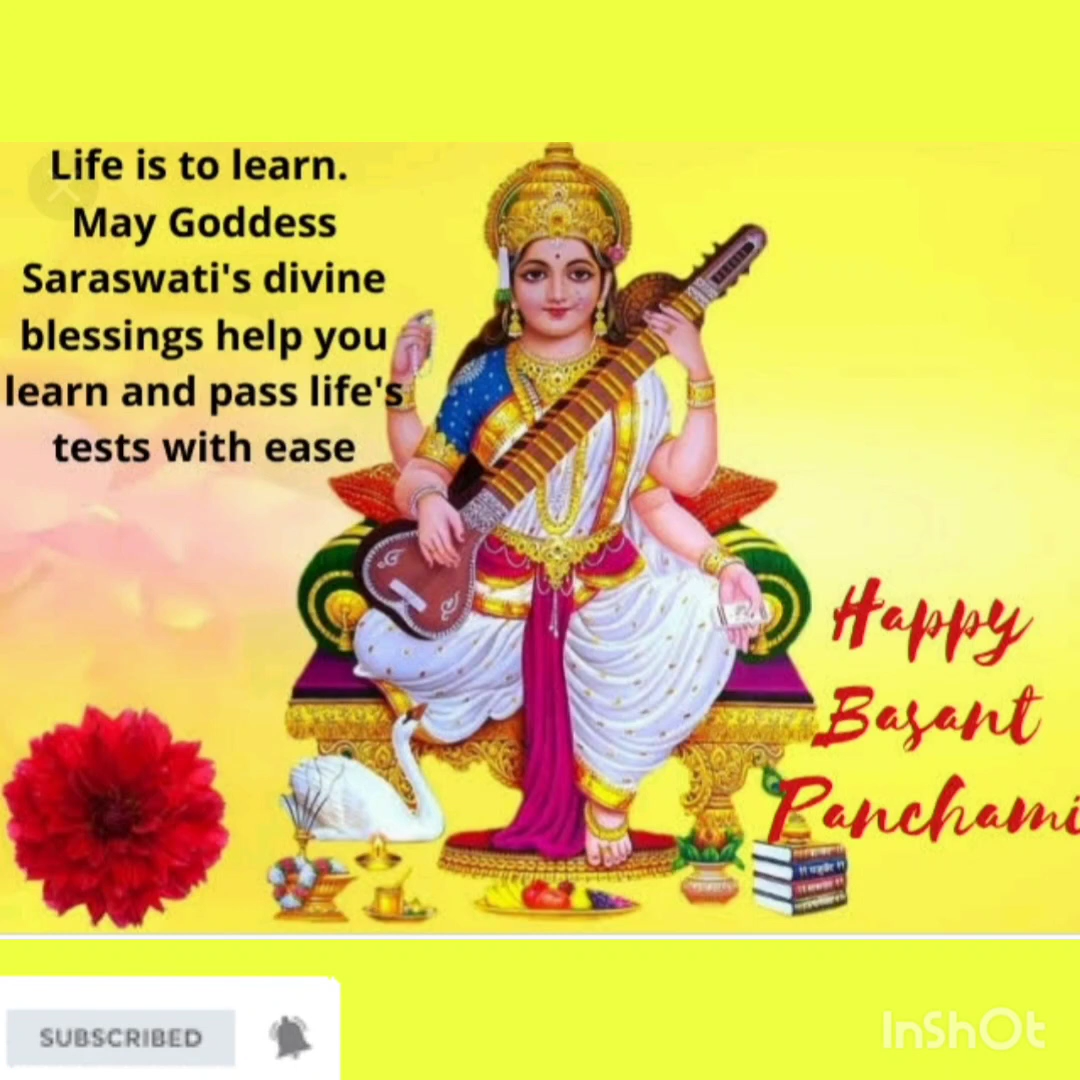 Life is to learn.
May Goddess
Saraswati's divine
blessings help you
learn and pass life's
tests with ease
Happy
Basant
Panchami
SUBSCRIBED
InShOt